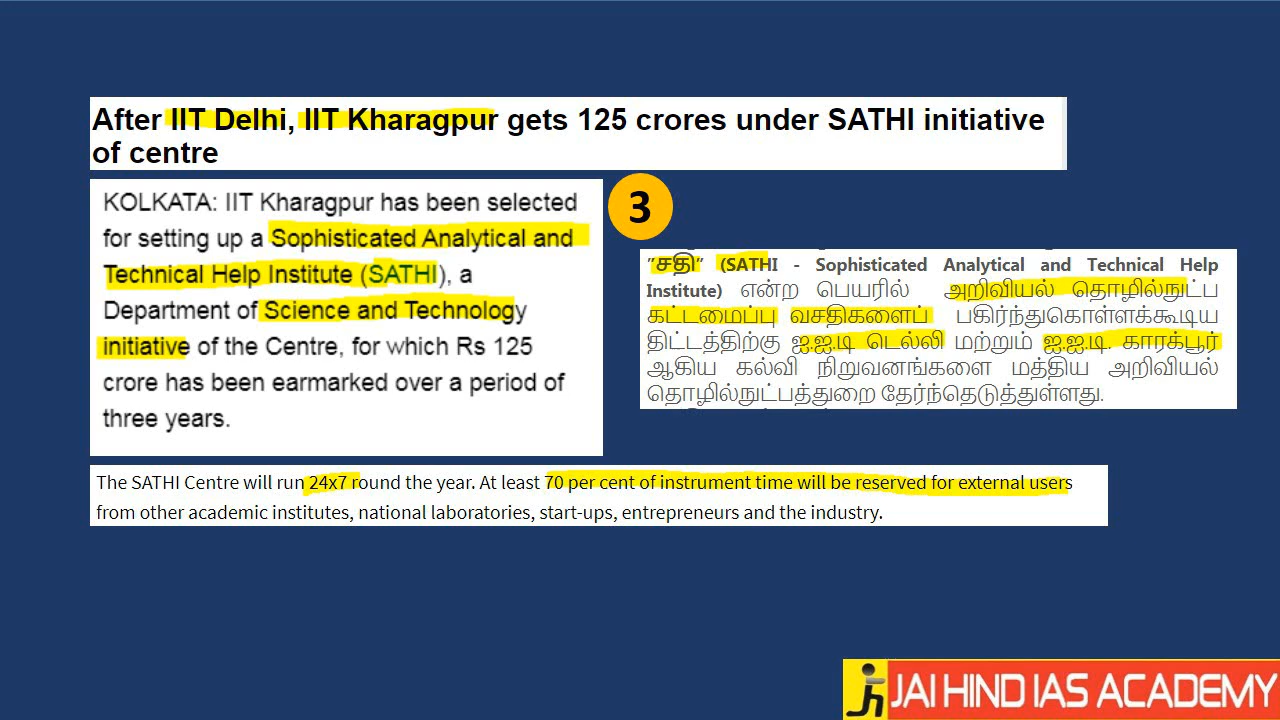 After IIT Delhi, IIT Kharagpur gets 125 crores under SATHI initiative
of centre
KOLKATA: IIT Kharagpur has been selected
for setting up a Sophisticated Analytical and
Technical Help Institute (SATHI), a
Department of Science and Technology
initiative of the Centre, for which Rs 125
crore has been earmarked over a period of
three years.
3
"சதி" (SATHI - Sophisticated Analytical and Technical Help
Institute) என்ற பெயரில் அறிவியல் தொழில்நுட்ப
கட்டமைப்பு வசதிகளைப் பகிர்ந்துகொள்ளக்கூடிய
திட்டத்திற்கு ஐ.ஐ.டி டெல்லி மற்றும் ஐ.ஐ.டி. காரக்பூர்
ஆகிய கல்வி நிறுவனங்களை மத்திய அறிவியல்
தொழில்நுட்பத்துறை தேர்ந்தெடுத்துள்ளது.
The SATHI Centre will run 24x7 round the year. At least 70 per cent of instrument time will be reserved for external users
from other academic institutes, national laboratories, start-ups, entrepreneurs and the industry.
JAI HIND IAS ACADEMY